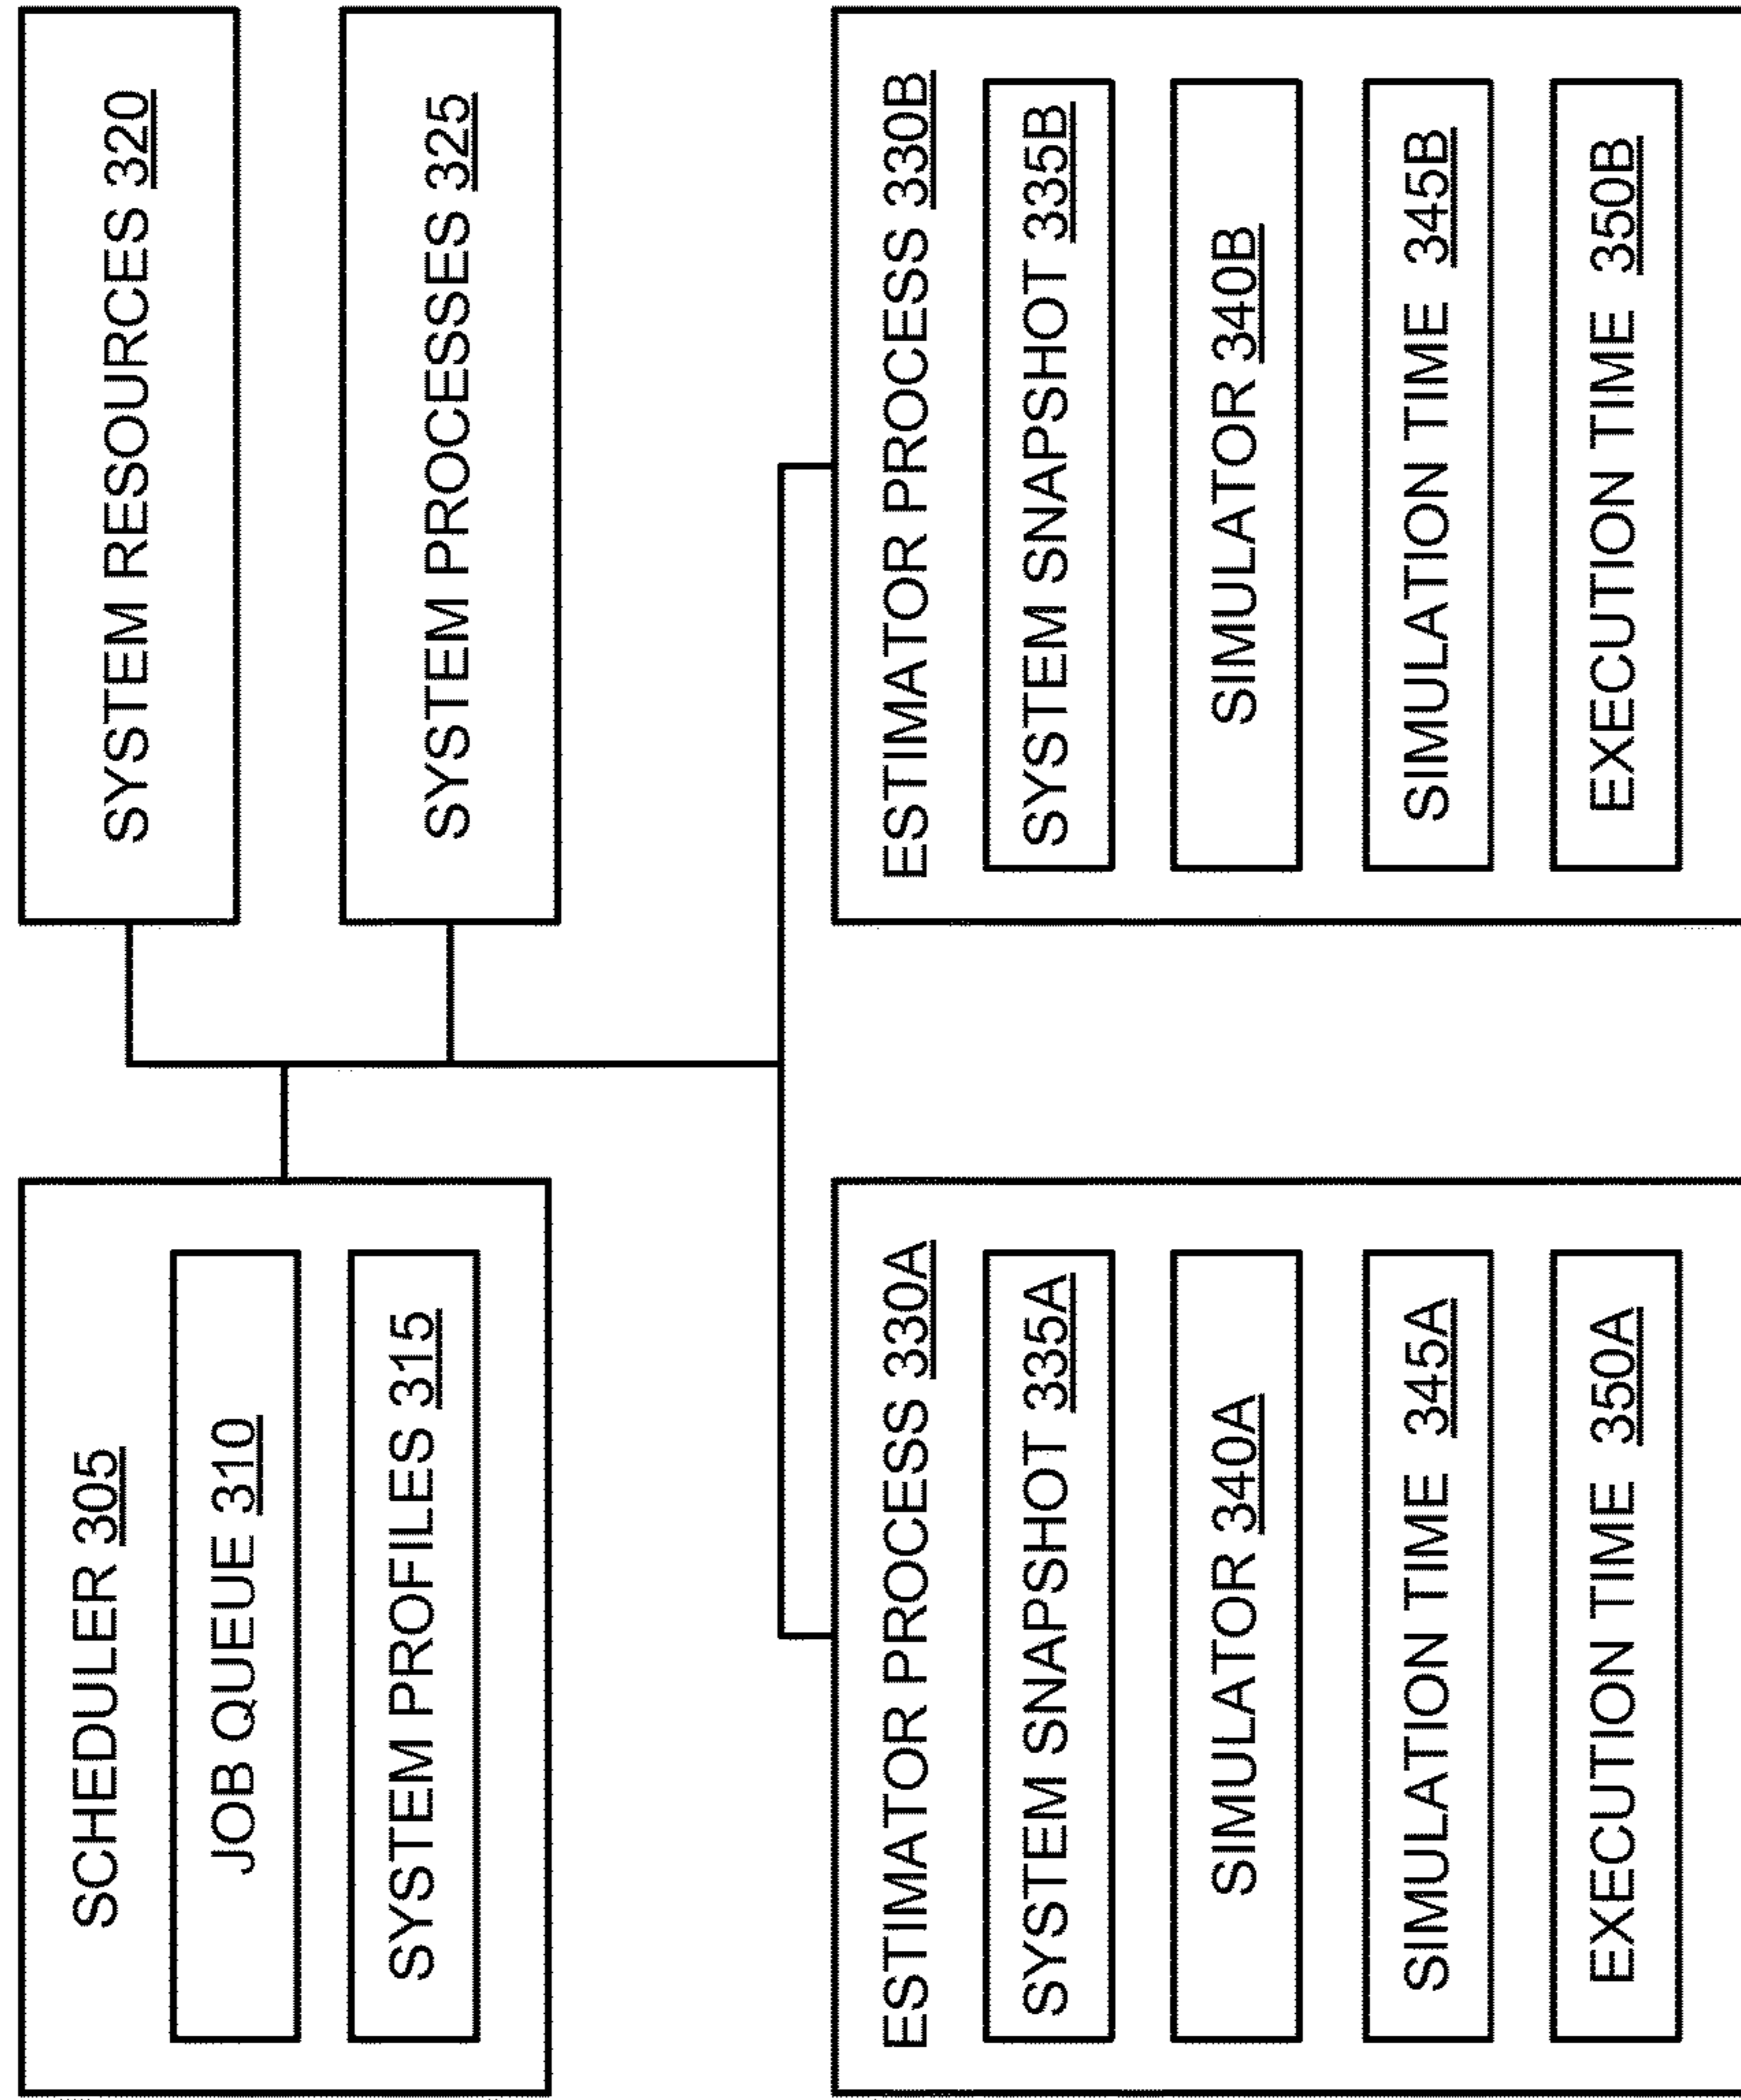 SCHEDULER 305
JOB QUEUE 310
SYSTEM PROFILES 315
SYSTEM RESOURCES 320
SYSTEM PROCESSES 325
ESTIMATOR PROCESS 330A
SYSTEM SNAPSHOT 335A
SIMULATOR 340A
SIMULATION TIME 345A
EXECUTION TIME 350A
ESTIMATOR PROCESS 330B
SYSTEM SNAPSHOT 335B
SIMULATOR 340B
SIMULATION TIME 345B
EXECUTION TIME 350B